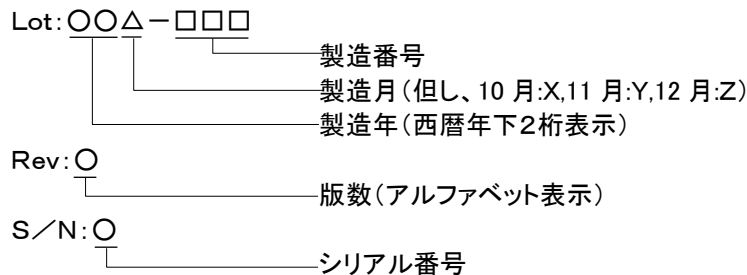 Lot:○○△-□□□
製造番号
製造月(但し、10 月:X,11 月:Y,12 月:Z)
製造年(西暦年下2桁表示)
Rev:○
版数(アルファベット表示)
S/N:○
シリアル番号